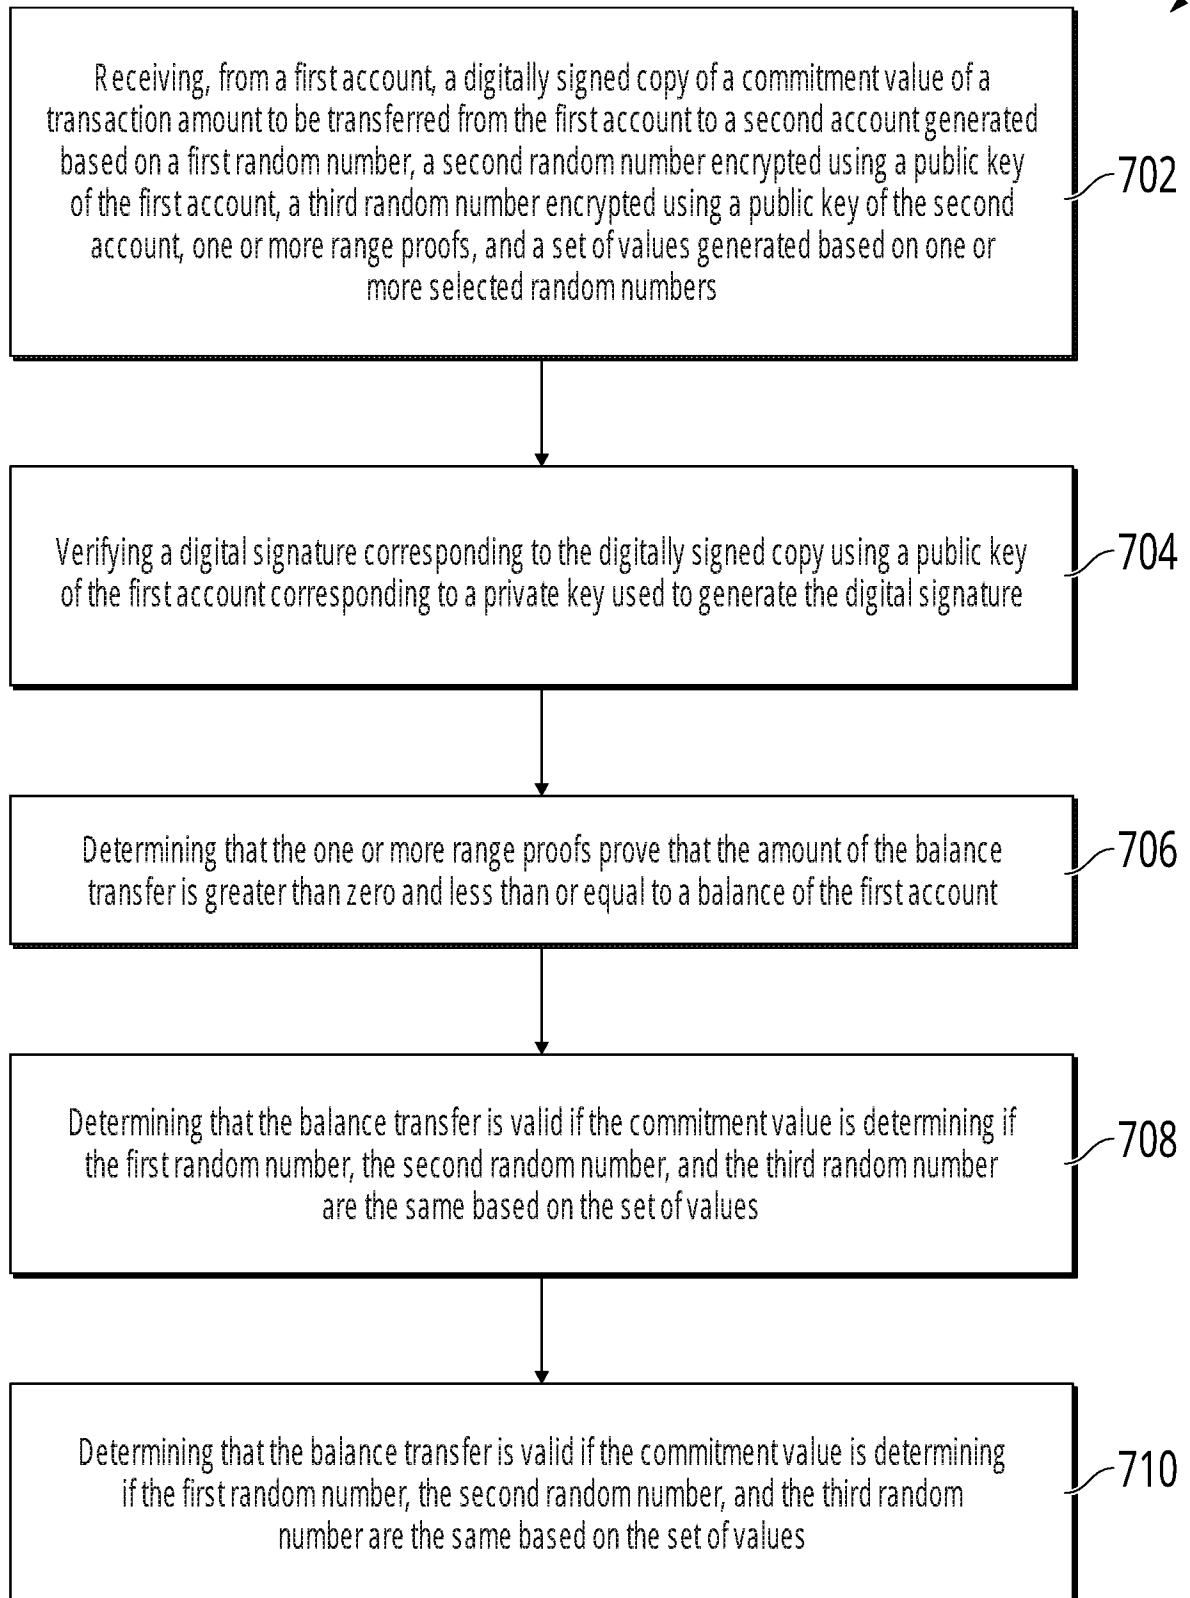 Receiving, from a first account, a digitally signed copy of a commitment value of a
transaction amount to be transferred from the first account to a second account generated
based on a first random number, a second random number encrypted using a public key
of the first account, a third random number encrypted using a public key of the second
account, one or more range proofs, and a set of values generated based on one or
more selected random numbers
702
Verifying a digital signature corresponding to the digitally signed copy using a public key
of the first account corresponding to a private key used to generate the digital signature
704
Determining that the one or more range proofs prove that the amount of the balance
transfer is greater than zero and less than or equal to a balance of the first account
706
Determining that the balance transfer is valid if the commitment value is determining if
the first random number, the second random number, and the third random number
are the same based on the set of values
708
Determining that the balance transfer is valid if the commitment value is determining
if the first random number, the second random number, and the third random
number are the same based on the set of values
710